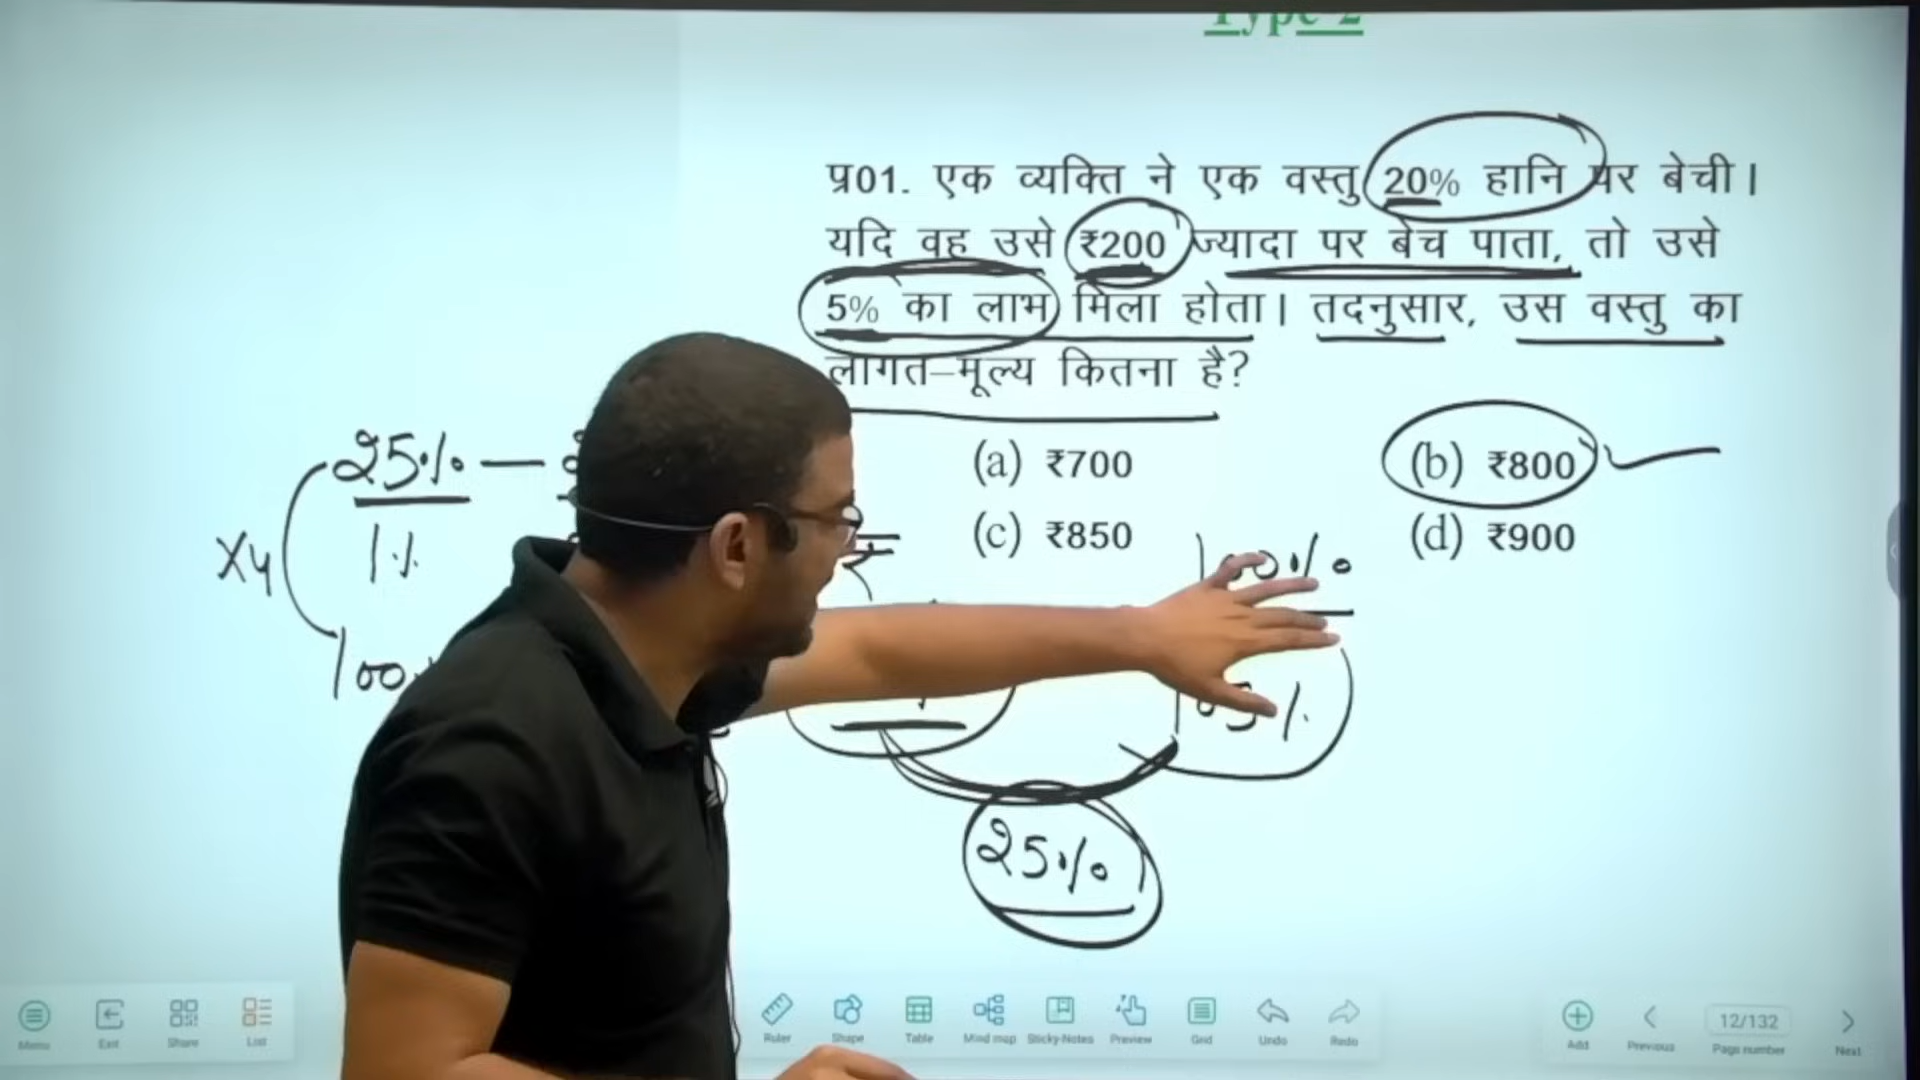 Type-2
प्र01. एक व्यक्ति ने एक वस्तु 20% हानि पर बेची।
यदि वह उसे ₹200 ज्यादा पर बेच पाता, तो उसे
5% का लाभ मिला होता। तदनुसार, उस वस्तु का
लागत–मूल्य कितना है?
(a) ₹700
(b) ₹800
(c) ₹850
(d) ₹900
25% —
1%
X4
100
100%
05%
25%
Menu
Exit
Share
List
Ruler
Shape
Table
Mind map
Sticky-Notes
Preview
Grid
Undo
Redo
Add
Previous
12/132
Page number
Next